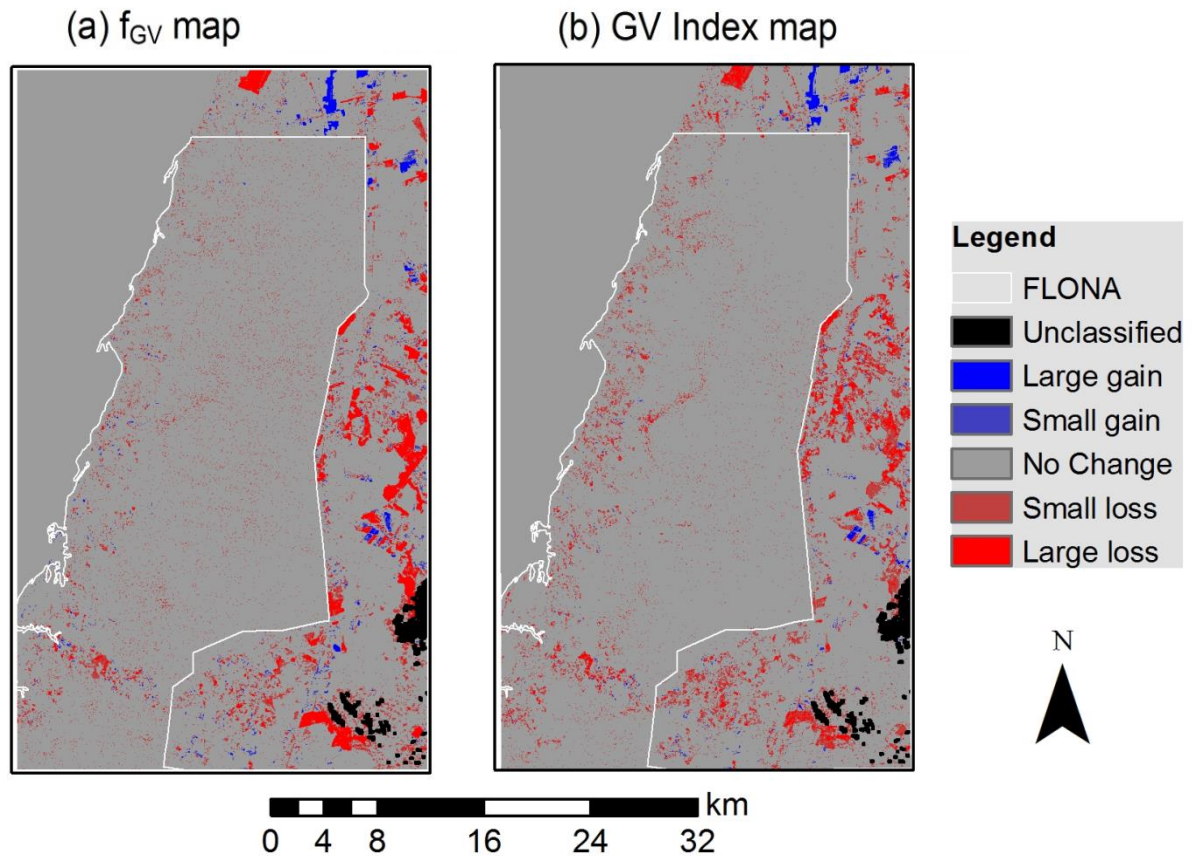 (a) fGV map
(b) GV Index map
Legend
FLONA
Unclassified
Large gain
Small gain
No Change
Small loss
Large loss
N
km
0 4 8 16 24 32